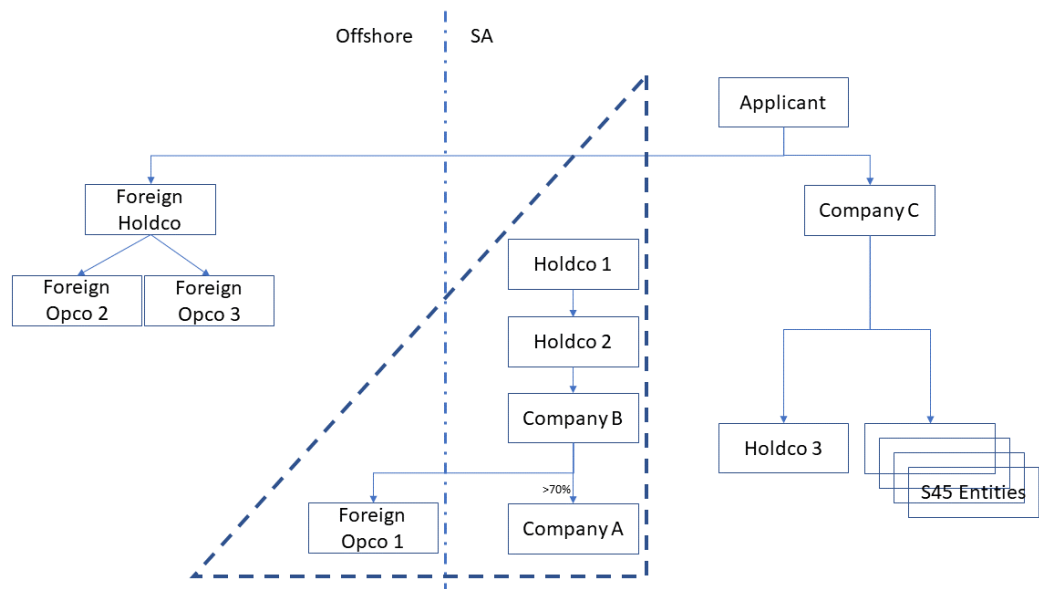 Offshore
SA
Applicant
Foreign
Holdco
Company C
Holdco 1
Foreign
Opco 2
Foreign
Opco 3
Holdco 2
Company B
Holdco 3
>70%
S45 Entities
Foreign
Opco 1
Company A